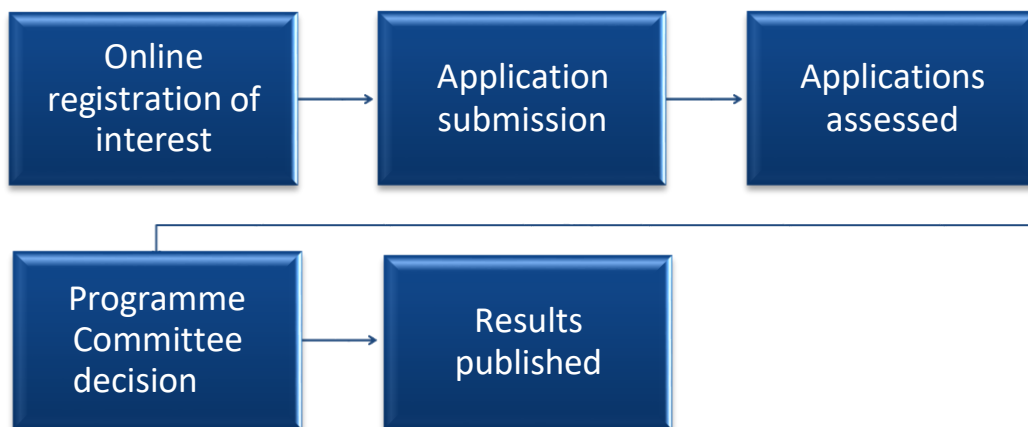 Online
registration of
interest
Application
submission
Applications
assessed
Programme
Committee
decision
Results
published